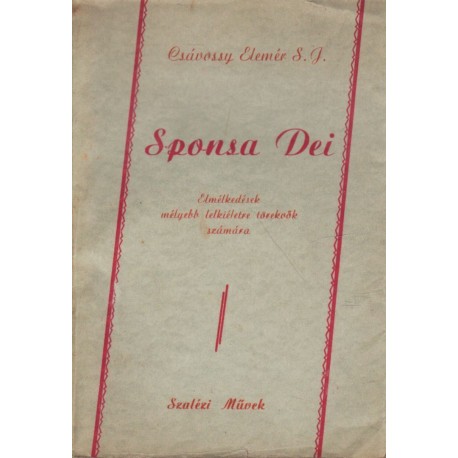 Csávossy Elemér S. J.
Sponsa Dei
Elmélkedések
mélyebb lelkiéletre törekvők
számára
Szalézi Művek